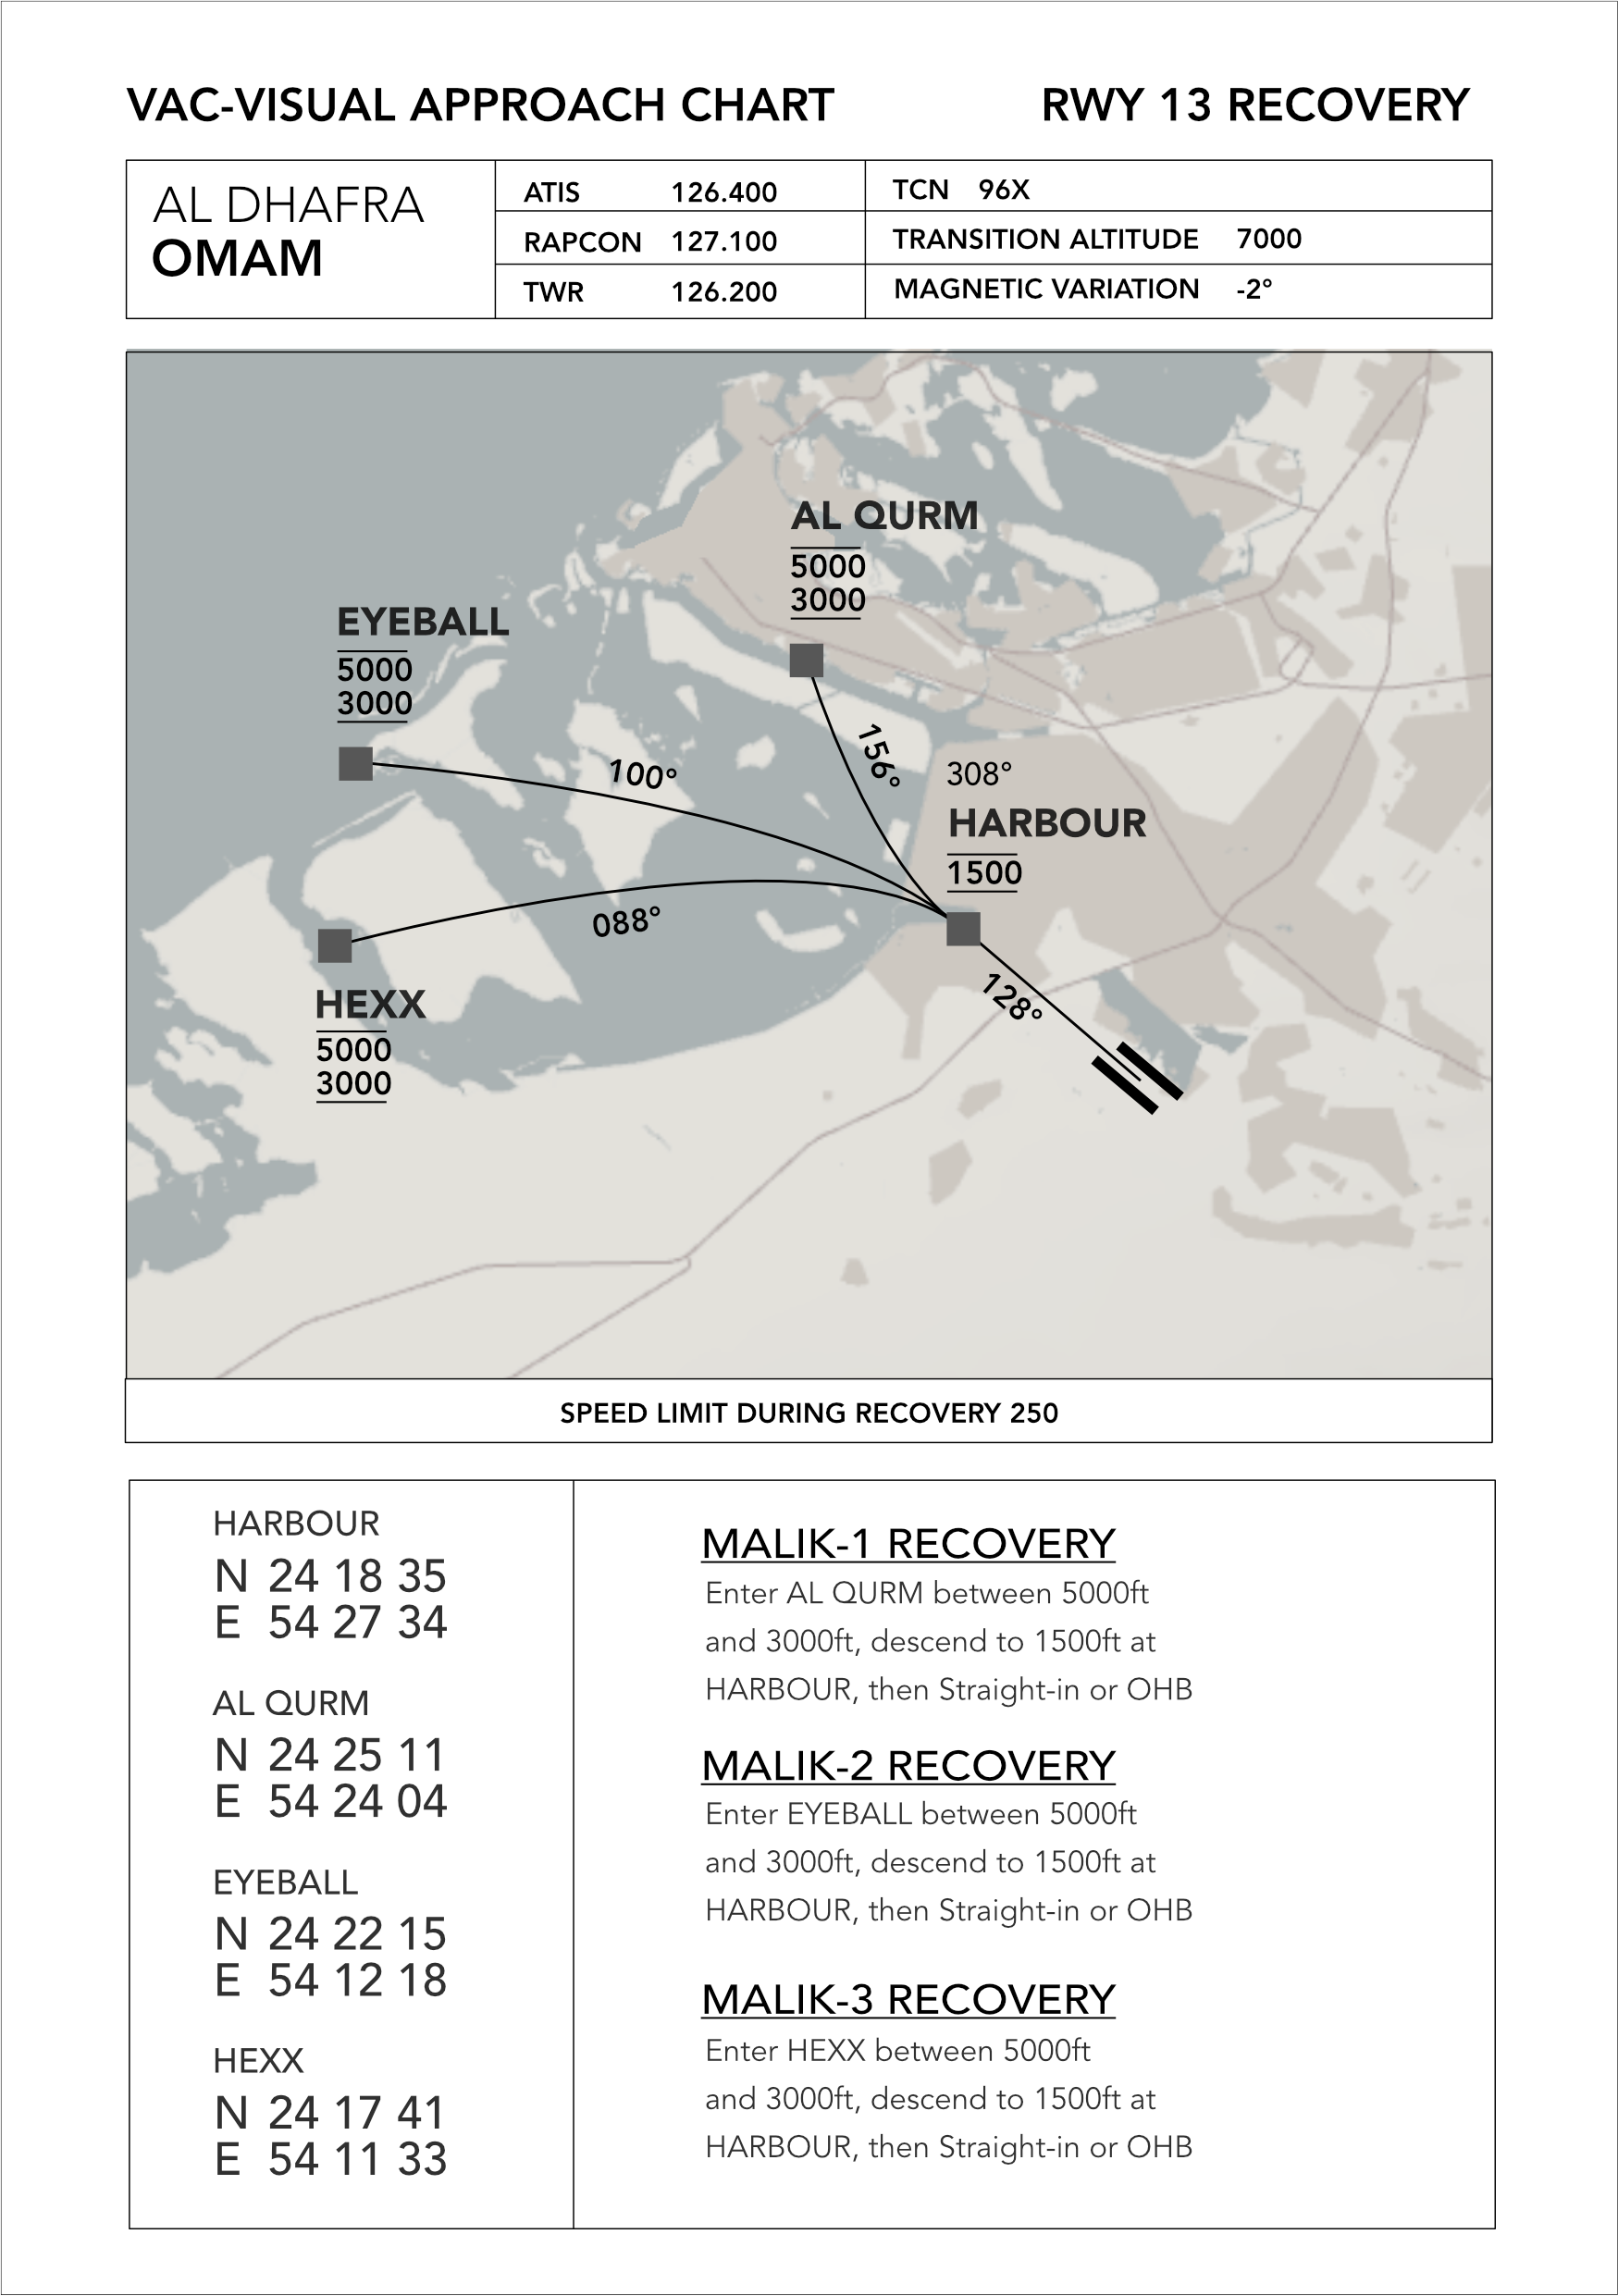 VAC-VISUAL APPROACH CHART
RWY 13 RECOVERY
AL DHAFRA
OMAM
ATIS 126.400
RAPCON 127.100
TWR 126.200
TCN 96X
TRANSITION ALTITUDE 7000
MAGNETIC VARIATION -2°
AL QURM
5000
3000
EYEBALL
5000
3000
156°
100°
308°
HARBOUR
1500
088°
128°
HEXX
5000
3000
SPEED LIMIT DURING RECOVERY 250
HARBOUR
N 24 18 35
E 54 27 34
AL QURM
N 24 25 11
E 54 24 04
EYEBALL
N 24 22 15
E 54 12 18
HEXX
N 24 17 41
E 54 11 33
MALIK-1 RECOVERY
Enter AL QURM between 5000ft
and 3000ft, descend to 1500ft at
HARBOUR, then Straight-in or OHB
MALIK-2 RECOVERY
Enter EYEBALL between 5000ft
and 3000ft, descend to 1500ft at
HARBOUR, then Straight-in or OHB
MALIK-3 RECOVERY
Enter HEXX between 5000ft
and 3000ft, descend to 1500ft at
HARBOUR, then Straight-in or OHB